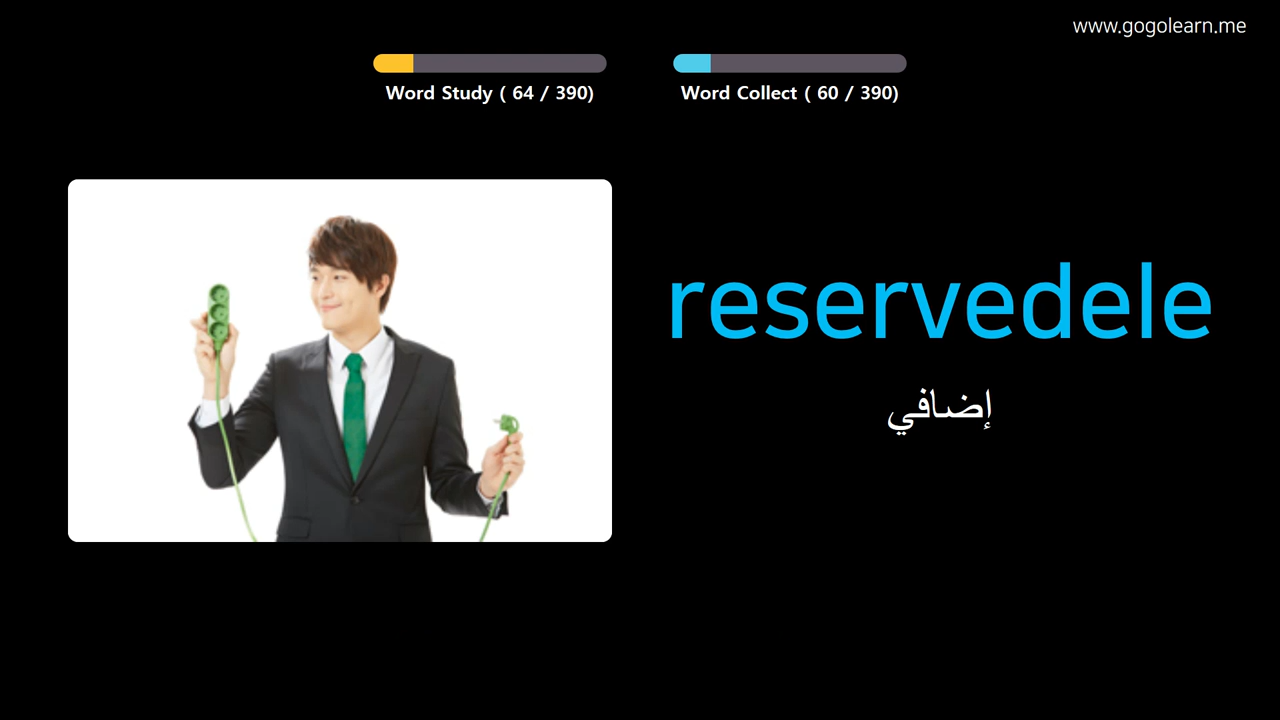 www.gogolearn.me
Word Study ( 64 / 390)
Word Collect ( 60 / 390)
reservedele
إضافي